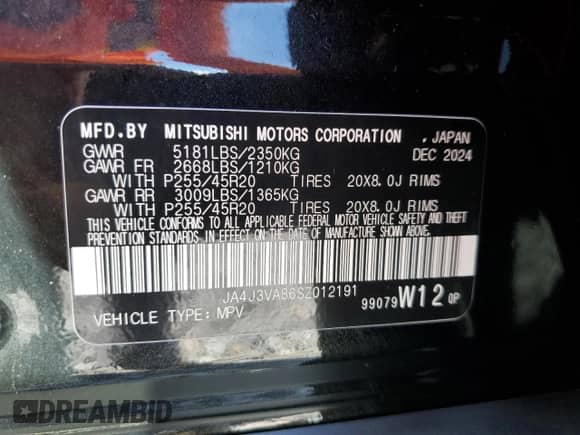 MFD.BY MITSUBISHI MOTORS CORPORATION . JAPAN
GVWR 5181LBS/2350KG DEC 2024
GAWR FR 2668LBS/1210KG
WITH P255/45R20 TIRES 20X8.0J RIMS
GAWR RR 3009LBS/1365KG
WITH P255/45R20 TIRES 20X8.0J RIMS
THIS VEHICLE CONFORMS TO ALL APPLICABLE FEDERAL MOTOR VEHICLE SAFETY AND THEFT
PREVENTION STANDARDS IN EFFECT ON THE DATE OF MANUFACTURE SHOWN ABOVE.
JA4J3VA86SZ012191
VEHICLE TYPE: MPV 99079 W12 0P
DREAMBID